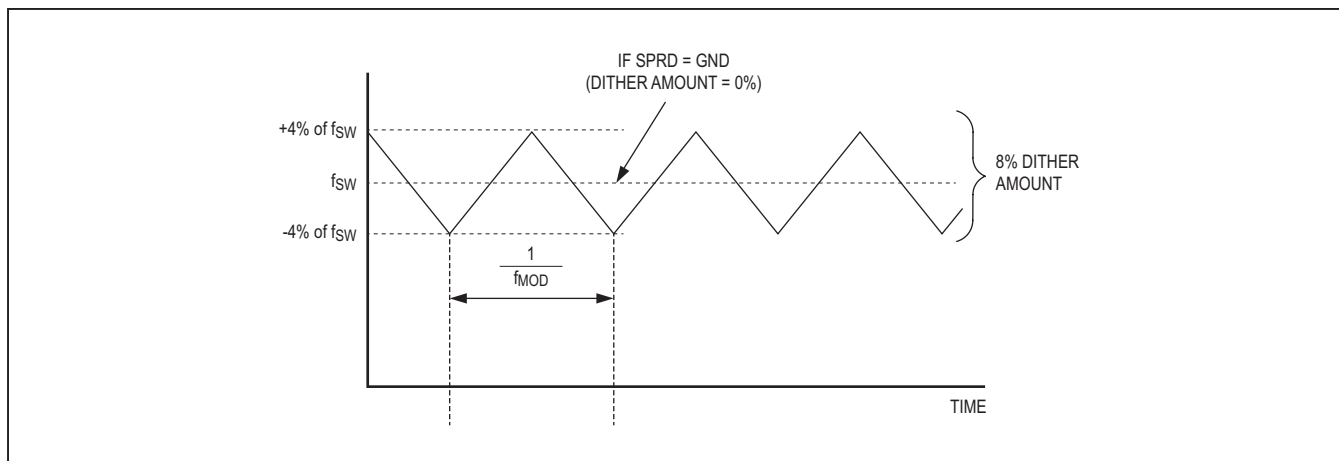 IF SPRD = GND
(DITHER AMOUNT = 0%)
+4% of fSW
fSW
-4% of fSW
8% DITHER
AMOUNT
1
fMOD
TIME